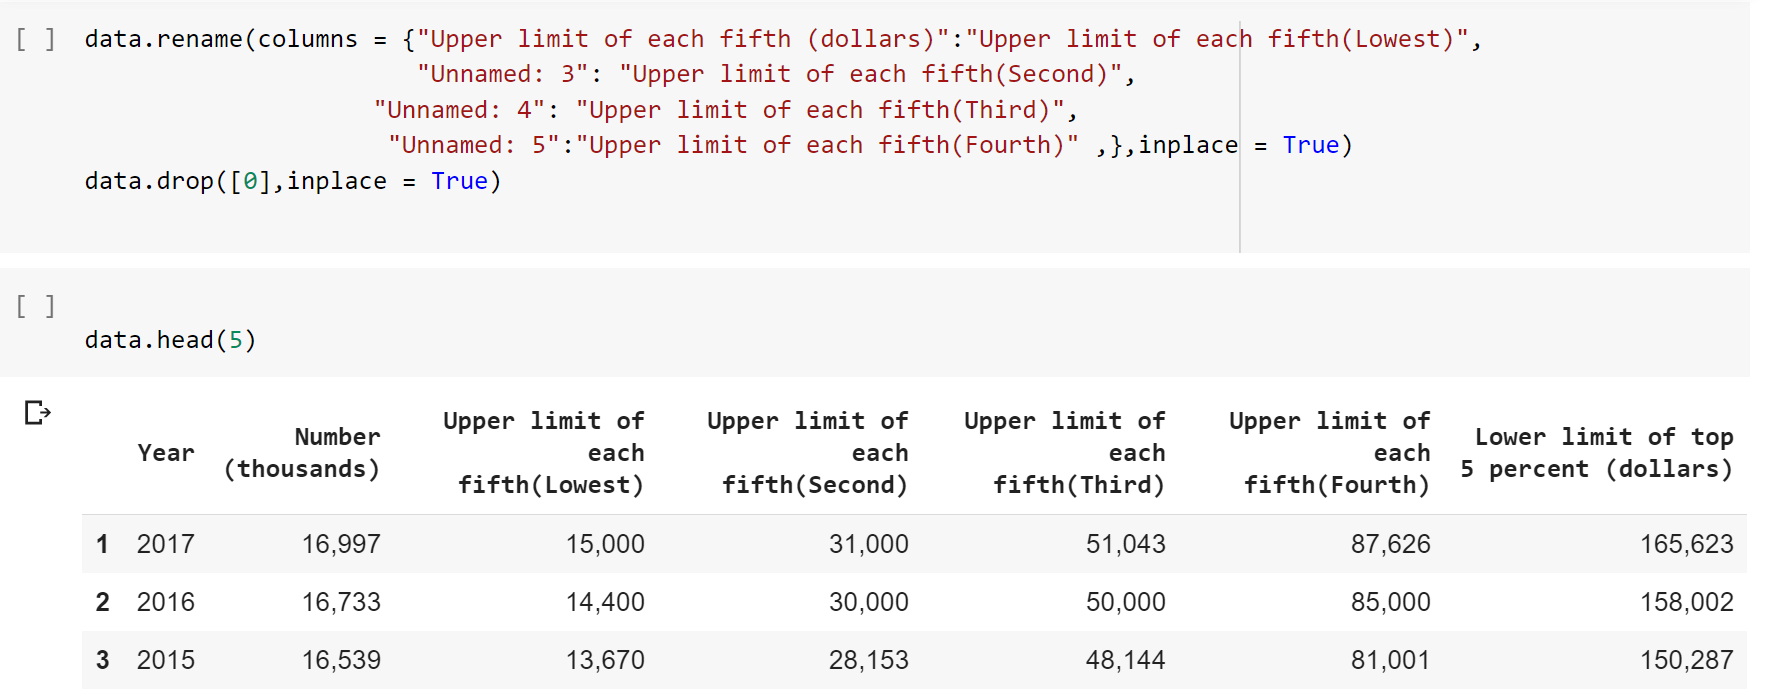 [ ] data.rename(columns = {"Upper limit of each fifth (dollars)":"Upper limit of each fifth(Lowest)",
"Unnamed: 3": "Upper limit of each fifth(Second)",
"Unnamed: 4": "Upper limit of each fifth(Third)",
"Unnamed: 5":"Upper limit of each fifth(Fourth)" ,},inplace = True)
data.drop([0],inplace = True)
[ ]
data.head(5)
Upper limit of Upper limit of Upper limit of Upper limit of
Number Lower limit of top
Year each each each each
(thousands) 5 percent (dollars)
fifth(Lowest) fifth(Second) fifth(Third) fifth(Fourth)
1 2017 16,997 15,000 31,000 51,043 87,626 165,623
2 2016 16,733 14,400 30,000 50,000 85,000 158,002
3 2015 16,539 13,670 28,153 48,144 81,001 150,287